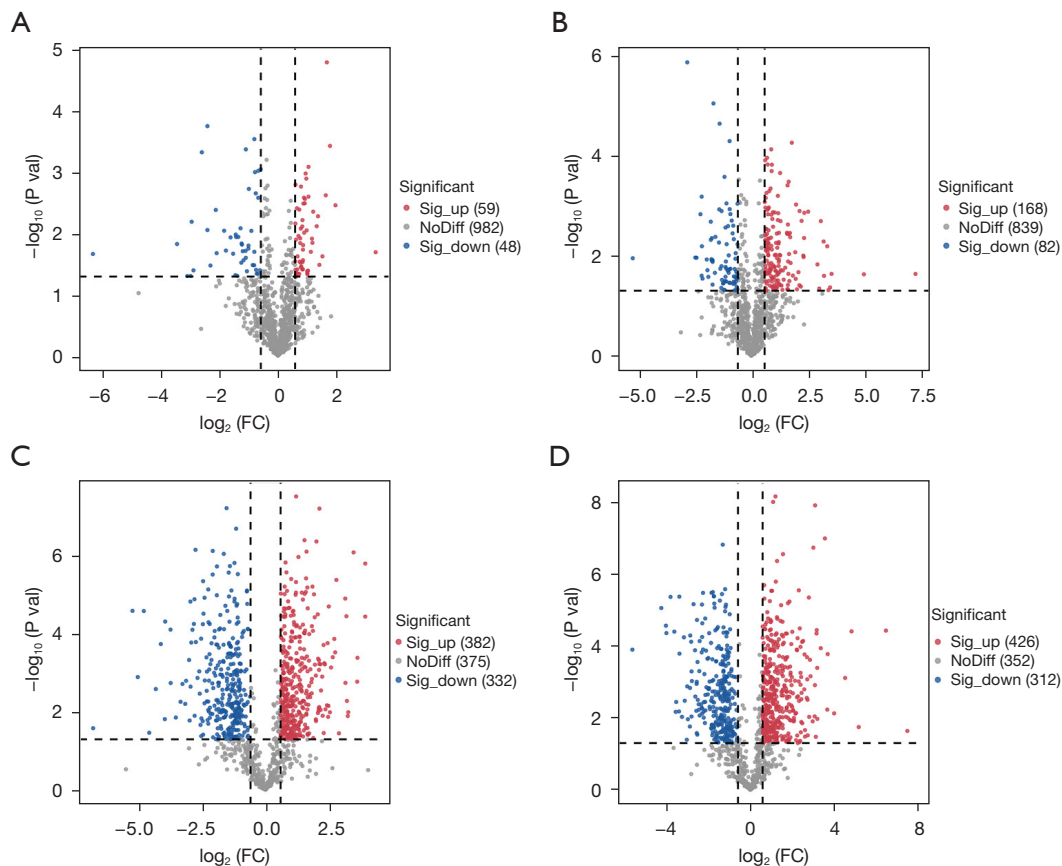 A
5
4
3
2
1
0
−log10 (P val)
−6
−4
−2
0
2
log2 (FC)
Significant
Sig_up (59)
NoDiff (982)
Sig_down (48)
B
6
4
2
0
−log10 (P val)
−5.0
−2.5
0.0
2.5
5.0
7.5
log2 (FC)
Significant
Sig_up (168)
NoDiff (839)
Sig_down (82)
C
6
4
2
0
−log10 (P val)
−5.0
−2.5
0.0
2.5
log2 (FC)
Significant
Sig_up (382)
NoDiff (375)
Sig_down (332)
D
8
6
4
2
0
−log10 (P val)
−4
0
4
8
log2 (FC)
Significant
Sig_up (426)
NoDiff (352)
Sig_down (312)